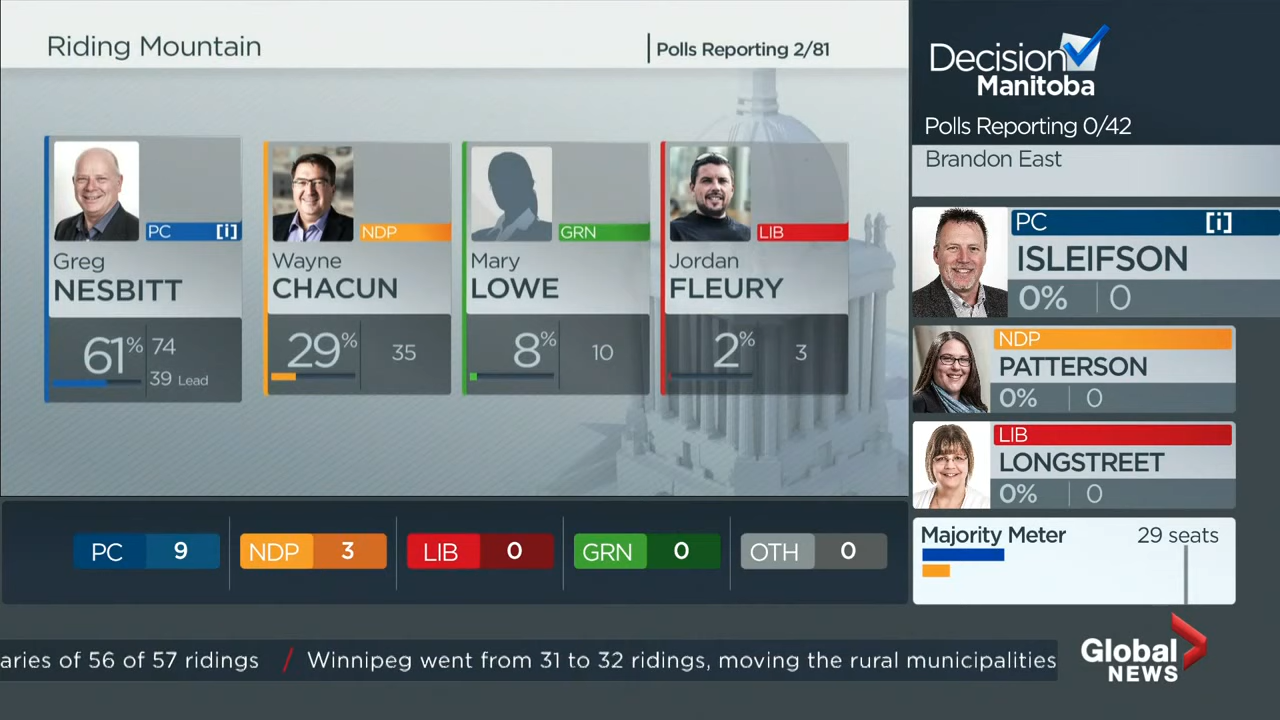 Riding Mountain
Polls Reporting 2/81
PC [i]
Greg
NESBITT
61% 74
39 Lead
NDP
Wayne
CHACUN
29% 35
GRN
Mary
LOWE
8% 10
LIB
Jordan
FLEURY
2% 3
PC 9
NDP 3
LIB 0
GRN 0
OTH 0
Decision
Manitoba
Polls Reporting 0/42
Brandon East
PC [i]
ISLEIFSON
0% 0
NDP
PATTERSON
0% 0
LIB
LONGSTREET
0% 0
Majority Meter 29 seats
aries of 56 of 57 ridings / Winnipeg went from 31 to 32 ridings, moving the rural municipalities
Global
NEWS